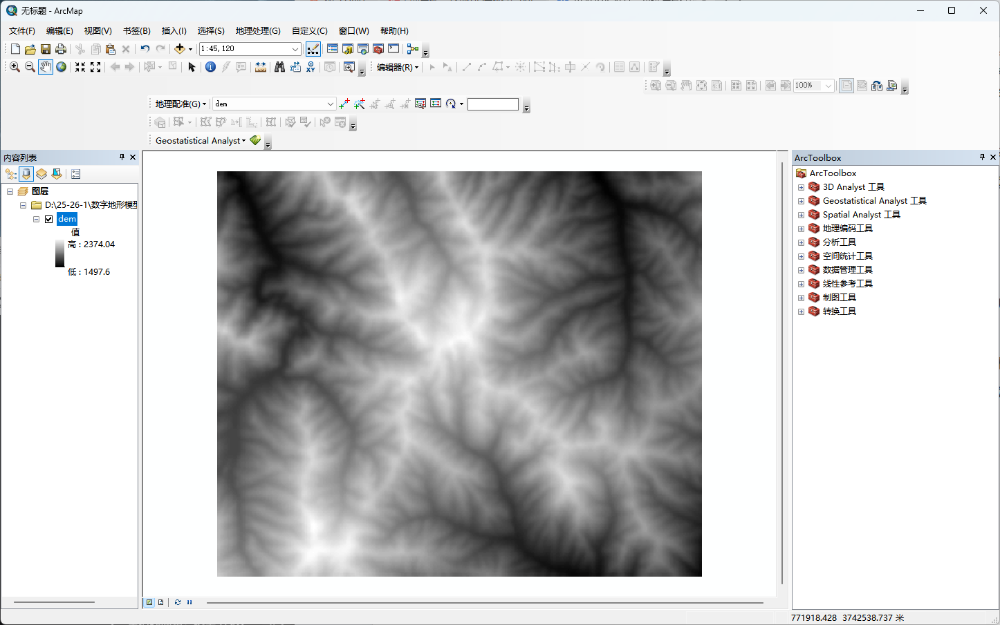 无标题 - ArcMap
文件(F) 编辑(E) 视图(V) 书签(B) 插入(I) 选择(S) 地理处理(G) 自定义(C) 窗口(W) 帮助(H)
1:45,120
编辑器(R)
100%
地理配准(G) dem
Geostatistical Analyst
内容列表
图层
D:\25-26-1\数字地形模型
dem
值
高 : 2374.04
低 : 1497.6
ArcToolbox
ArcToolbox
3D Analyst 工具
Geostatistical Analyst 工具
Spatial Analyst 工具
地理编码工具
分析工具
空间统计工具
数据管理工具
线性参考工具
制图工具
转换工具
771918.428 3742538.737 米